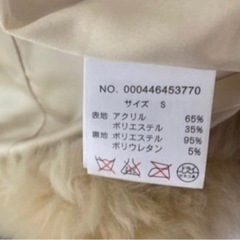 NO. 000446453770
サイズ S
表地 アクリル 65%
ポリエステル 35%
裏地 ポリエステル 95%
ポリウレタン 5%